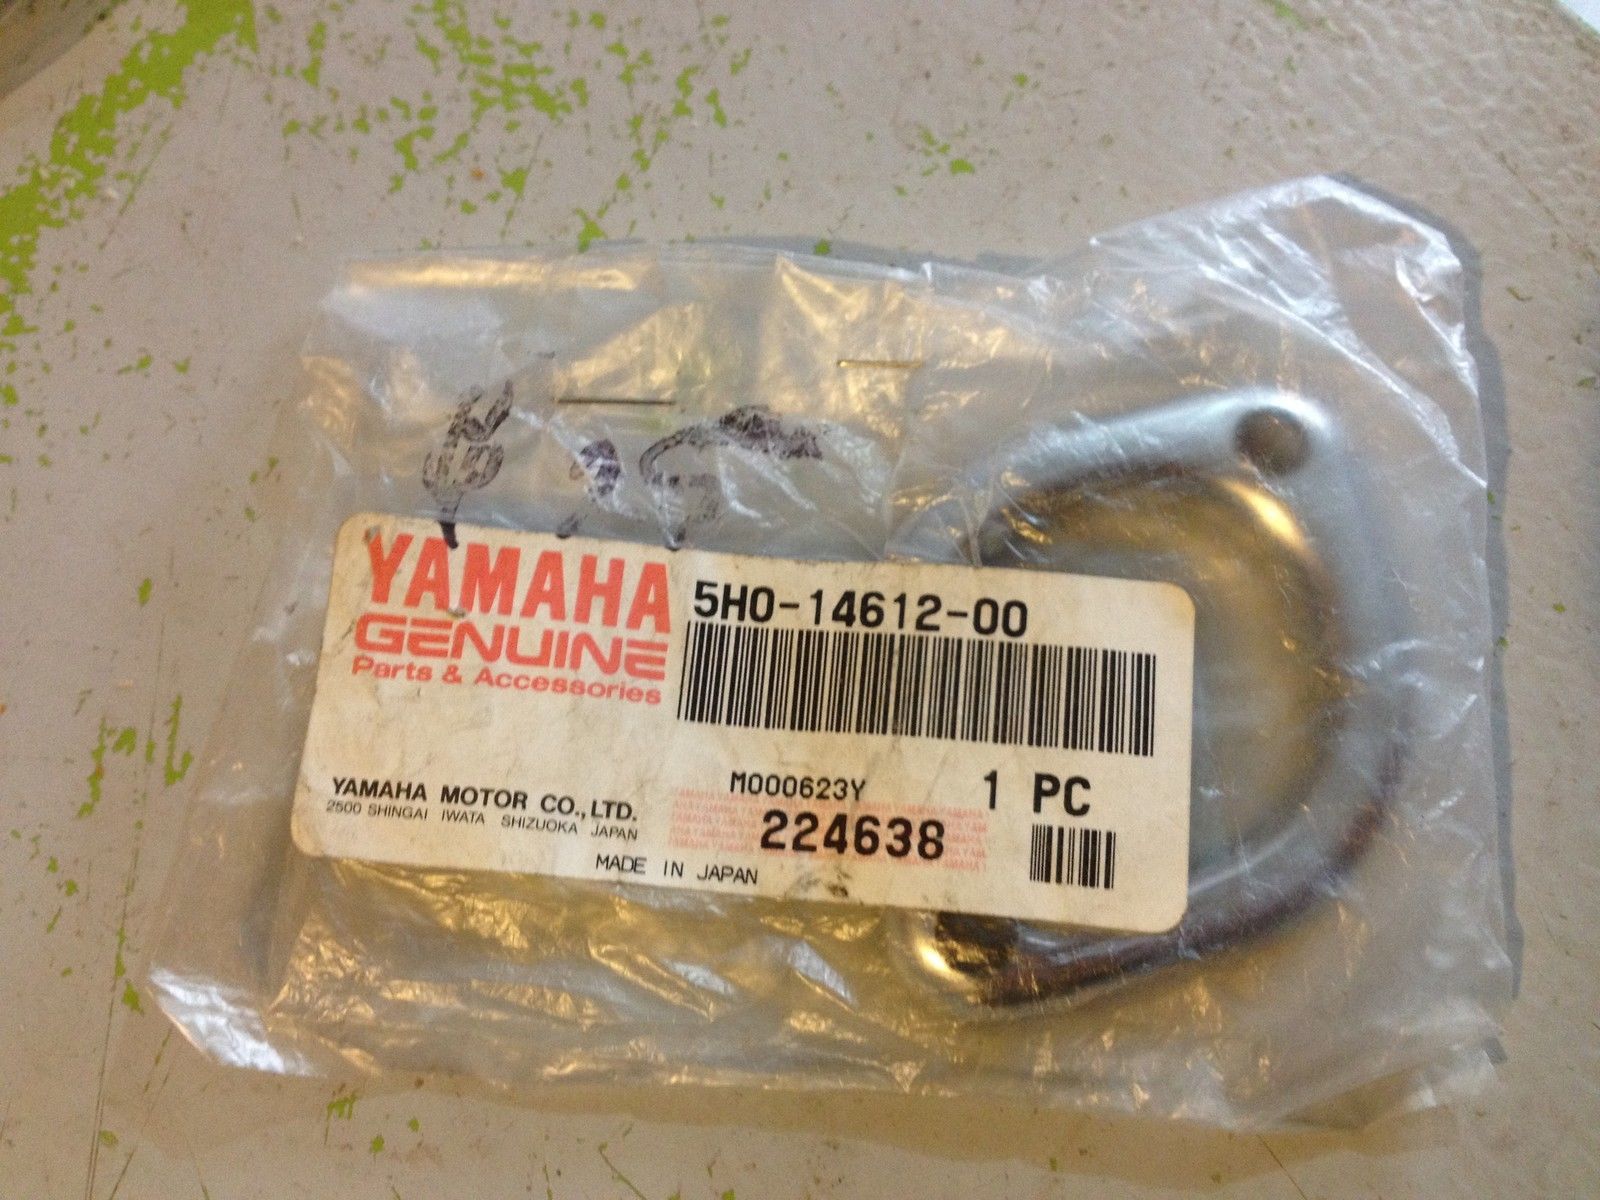 YAMAHA
GENUINE
Parts & Accessories
5H0-14612-00
M000623Y
1 PC
YAMAHA MOTOR CO.,LTD.
2500 SHINGAI IWATA SHIZUOKA JAPAN
224638
MADE IN JAPAN